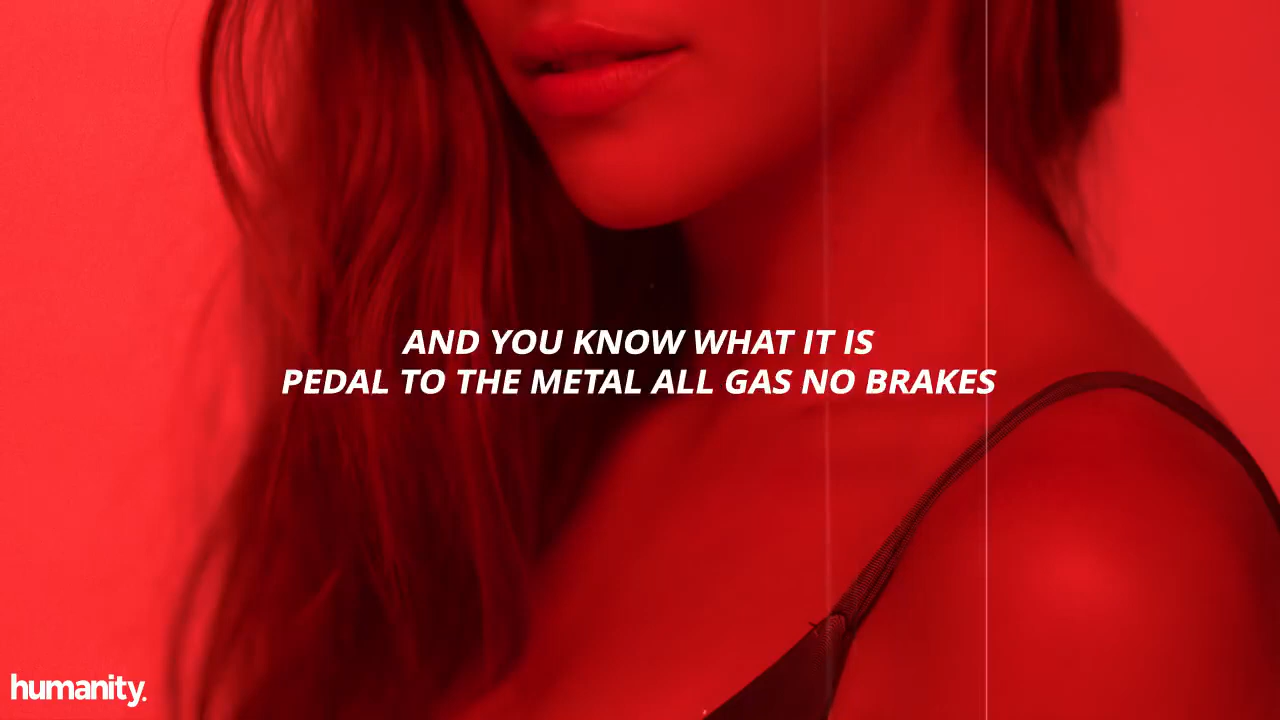 AND YOU KNOW WHAT IT IS
PEDAL TO THE METAL ALL GAS NO BRAKES
humanity.